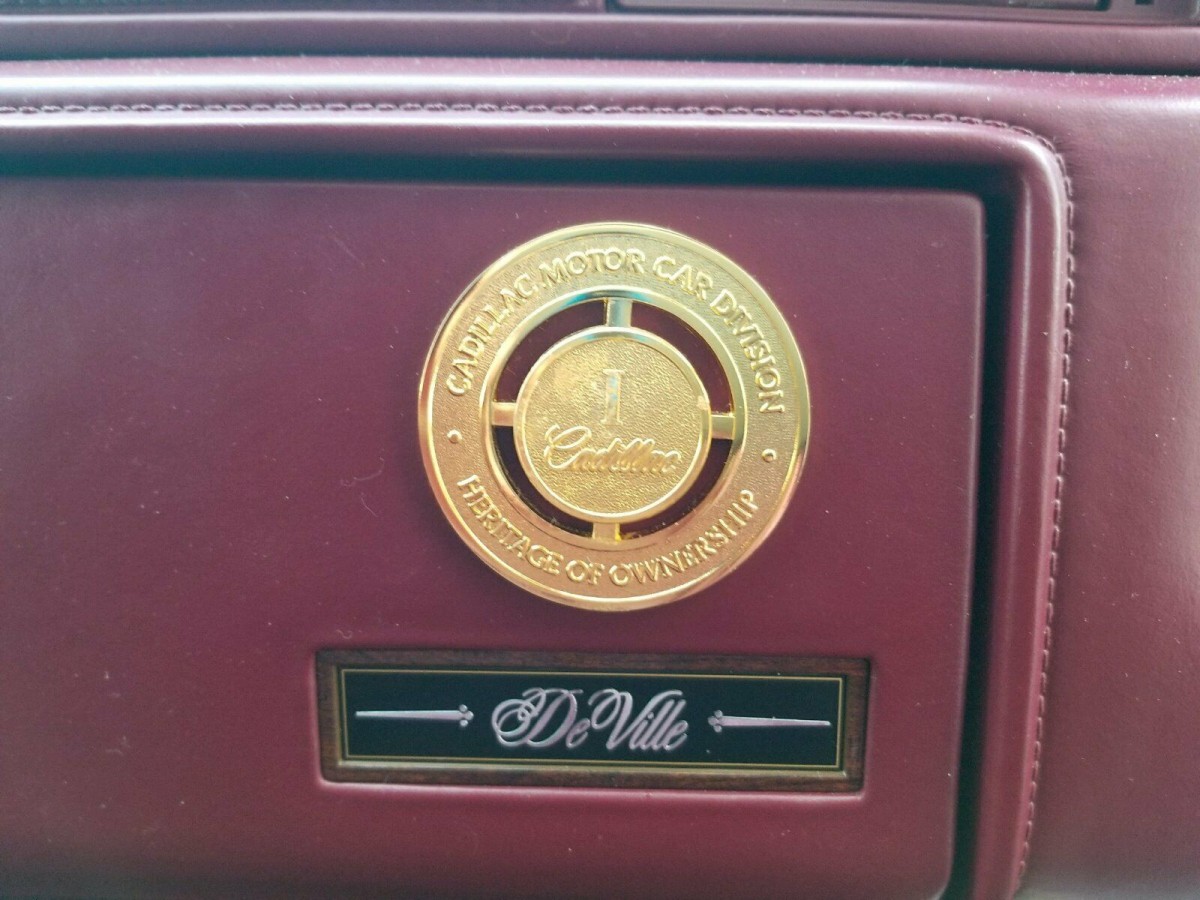 CADILLAC MOTOR CAR DIVISION
I
Cadillac
HERITAGE OF OWNERSHIP
DeVille